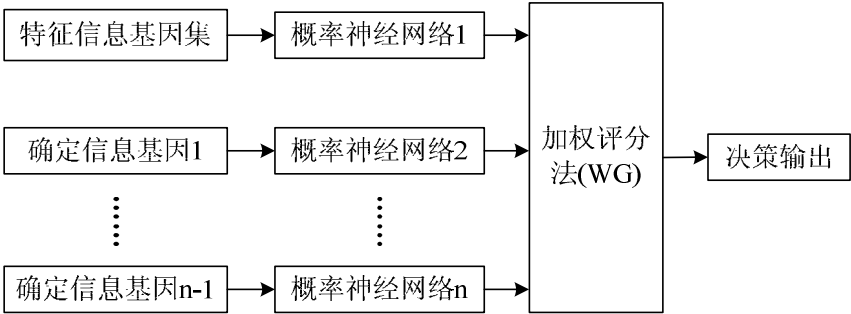 特征信息基因集
概率神经网络1
确定信息基因1
概率神经网络2
加权评分
法(WG)
决策输出
确定信息基因n-1
概率神经网络n